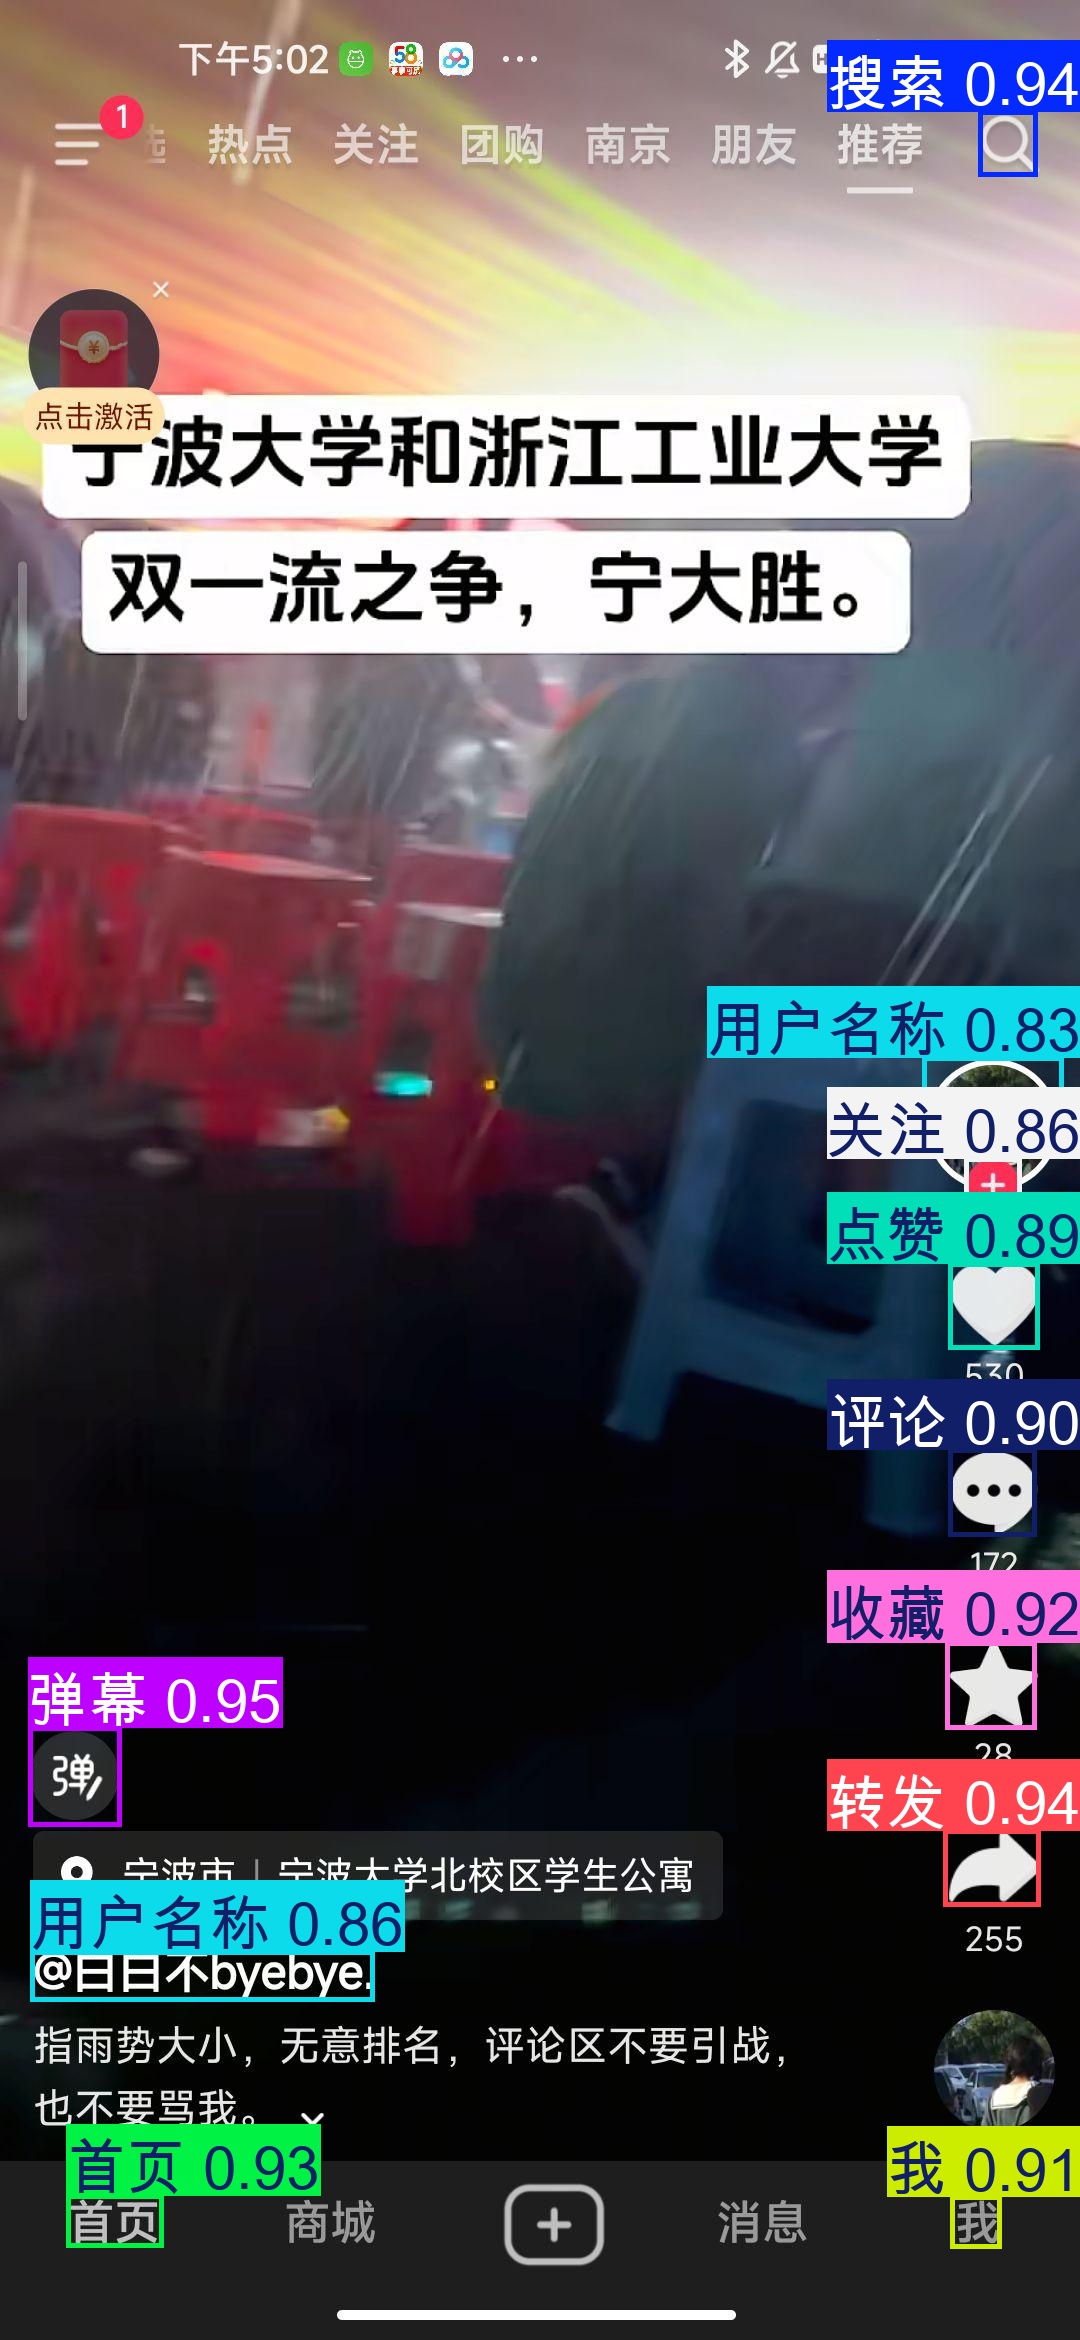 下午5:02
搜索 0.94
1
热点 关注 团购 南京 朋友 推荐
点击激活
宁波大学和浙江工业大学
双一流之争，宁大胜。
用户名称 0.83
关注 0.86
点赞 0.89
530
评论 0.90
172
收藏 0.92
28
弹幕 0.95
弹
转发 0.94
宁波市｜宁波大学北校区学生公寓
用户名称 0.86
255
@日日不byebye.
指雨势大小，无意排名，评论区不要引战，
也不要骂我。
首页 0.93
我 0.91
首页 商城 消息 我